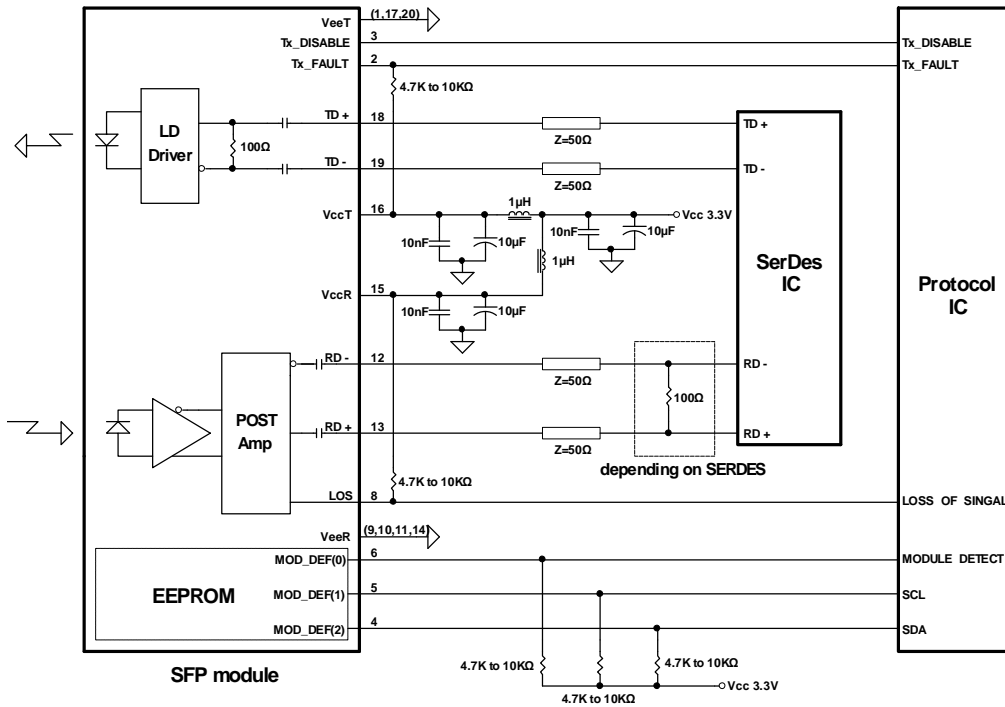 VeeT (1,17,20)
Tx_DISABLE 3 Tx_DISABLE
Tx_FAULT 2 Tx_FAULT
4.7K to 10KΩ
LD
Driver
100Ω
TD + 18 TD +
Z=50Ω
TD - 19 TD -
Z=50Ω
1µH
VccT 16 Vcc 3.3V
10nF 10µF 10nF 10µF
1µH
SerDes
IC
Protocol
IC
VccR 15
10nF 10µF
RD - 12 RD -
Z=50Ω
100Ω
POST
Amp
RD + 13 RD +
Z=50Ω
depending on SERDES
4.7K to 10KΩ
LOS 8 LOSS OF SINGAL
VeeR (9,10,11,14)
MOD_DEF(0) 6 MODULE DETECT
EEPROM
MOD_DEF(1) 5 SCL
MOD_DEF(2) 4 SDA
SFP module
4.7K to 10KΩ 4.7K to 10KΩ
4.7K to 10KΩ
Vcc 3.3V